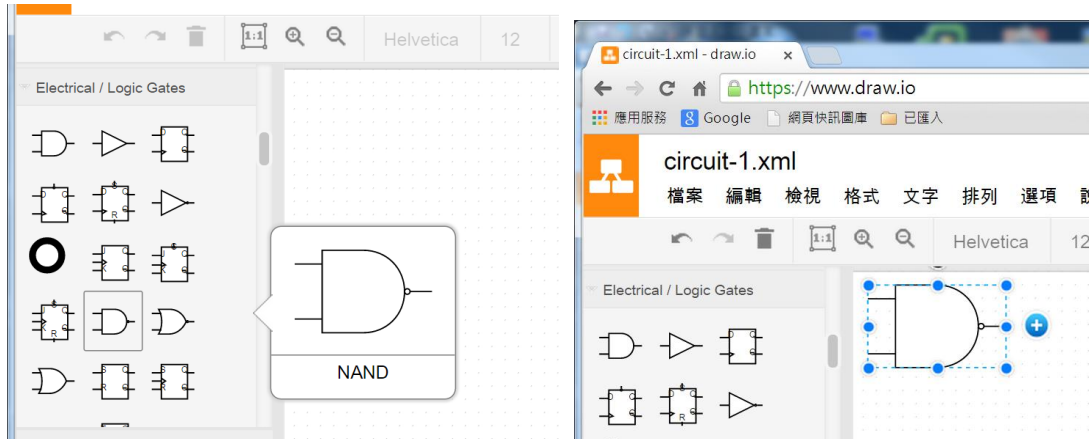 Helvetica 12
Electrical / Logic Gates
NAND
circuit-1.xml - draw.io
https://www.draw.io
應用服務 Google 網頁快訊圖庫 已匯入
circuit-1.xml
檔案 編輯 檢視 格式 文字 排列 選項
1:1 Helvetica 12
Electrical / Logic Gates